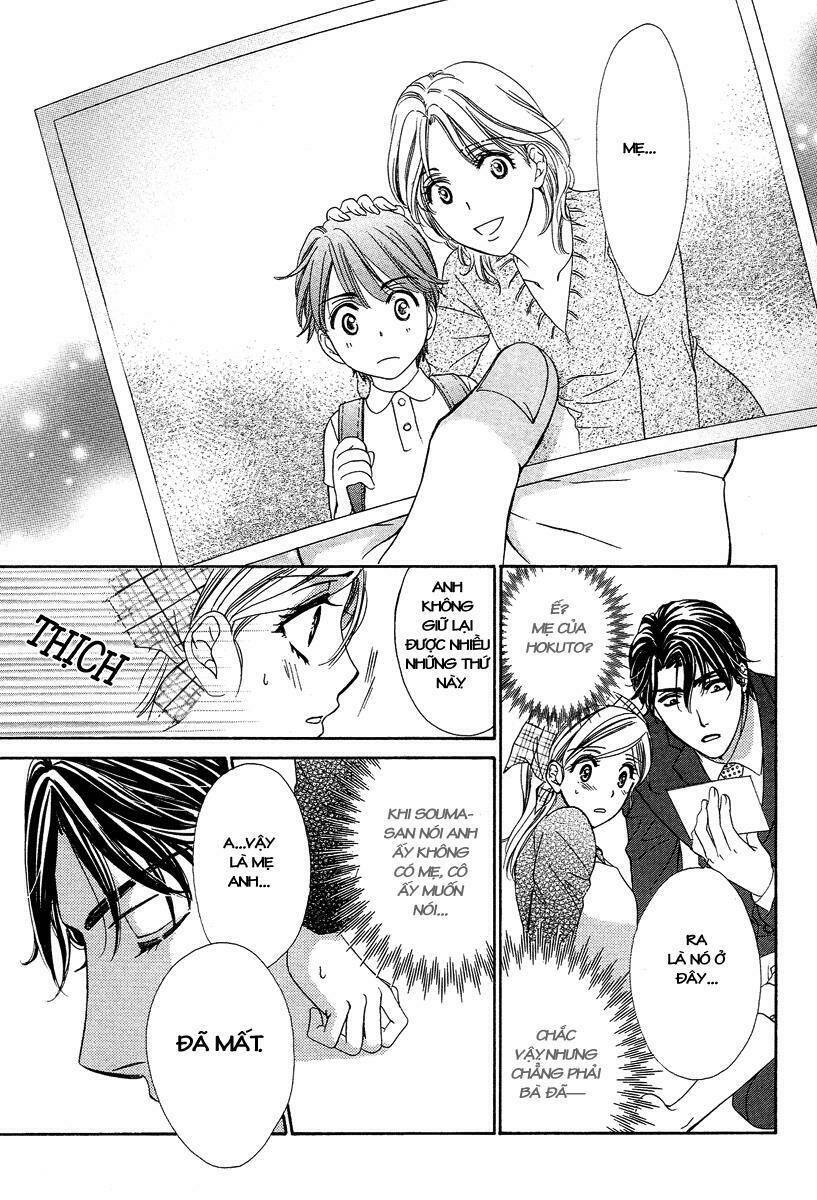 MẸ...
Ế?
MẸ CỦA
HOKUTO?
RA
LÀ NÓ Ở
ĐÂY...
CHẮC
VẬY NHƯNG
CHẲNG PHẢI
BÀ ĐÃ—
ANH
KHÔNG
GIỮ LẠI
ĐƯỢC NHIỀU
NHỮNG THỨ
NÀY.
THỊCH
KHI SOUMA-
SAN NÓI ANH
ẤY KHÔNG
CÓ MẸ, CÔ
ẤY MUỐN
NÓI...
A...VẬY
LÀ MẸ
ANH...
ĐÃ MẤT.